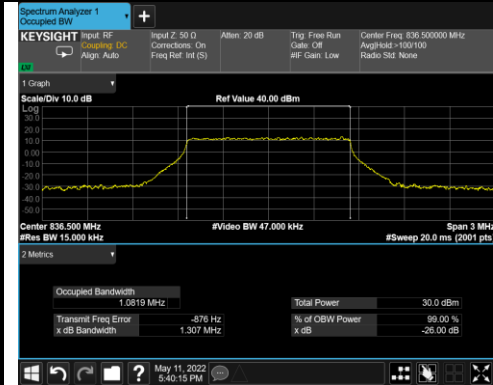 Spectrum Analyzer 1
Occupied BW
+
KEYSIGHT Input: RF Input Z: 50 Ω Atten: 20 dB Trig: Free Run Center Freq: 836.500000 MHz
Coupling: DC Corrections: On Gate: Off Avg|Hold:>100/100
Align: Auto Freq Ref: Int (S) #IF Gain: Low Radio Std: None
LXI
1 Graph
Scale/Div 10.0 dB Ref Value 40.00 dBm
Log
30.0
20.0
10.0
0.00
-10.0
-20.0
-30.0
-40.0
-50.0
Center 836.500 MHz #Video BW 47.000 kHz Span 3 MHz
#Res BW 15.000 kHz #Sweep 20.0 ms (2001 pts
2 Metrics
Occupied Bandwidth
1.0819 MHz Total Power 30.0 dBm
Transmit Freq Error -876 Hz % of OBW Power 99.00 %
x dB Bandwidth 1.307 MHz x dB -26.00 dB
? May 11, 2022
5:40:15 PM